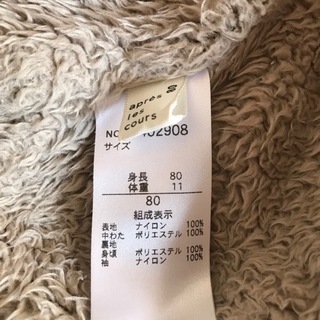 après
les
cours
サイズ
身長 80
体重 11
80
組成表示
表地 ナイロン 100%
中わた ポリエステル 100%
裏地
身頃 ポリエステル 100%
袖 ナイロン 100%